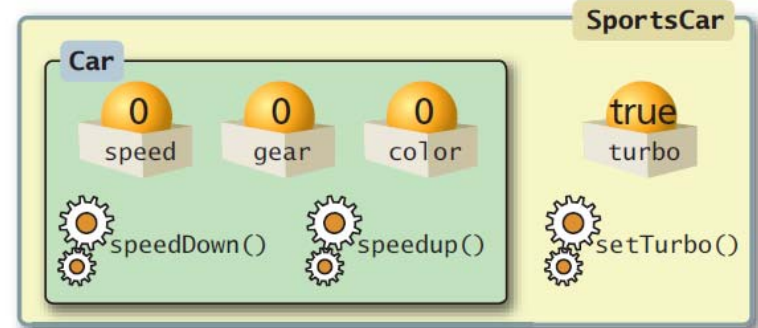 SportsCar
Car
0 0 0 true
speed gear color turbo
speedDown() speedup() setTurbo()